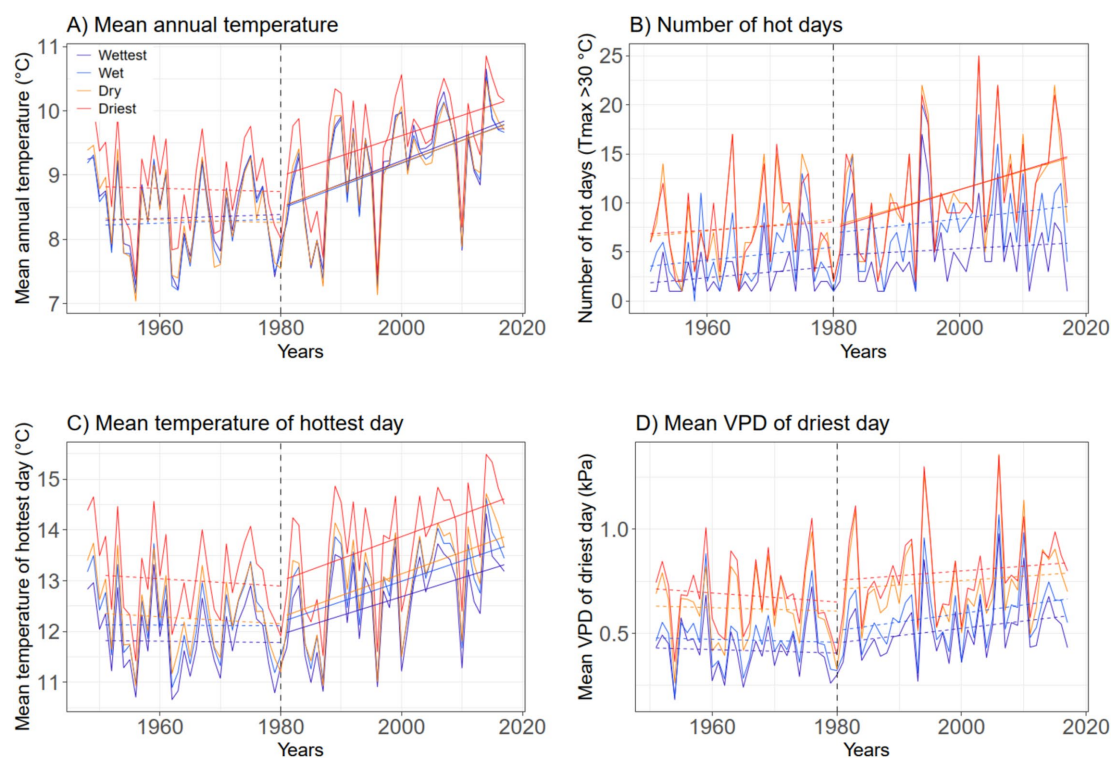 A) Mean annual temperature
Mean annual temperature (°C)
11
10
9
8
7
Wettest
Wet
Dry
Driest
1960
1980
2000
2020
Years
B) Number of hot days
Number of hot days (Tmax >30 °C)
25
20
15
10
5
0
1960
1980
2000
2020
Years
C) Mean temperature of hottest day
Mean temperature of hottest day (°C)
15
14
13
12
11
1960
1980
2000
2020
Years
D) Mean VPD of driest day
Mean VPD of driest day (kPa)
1.0
0.5
1960
1980
2000
2020
Years